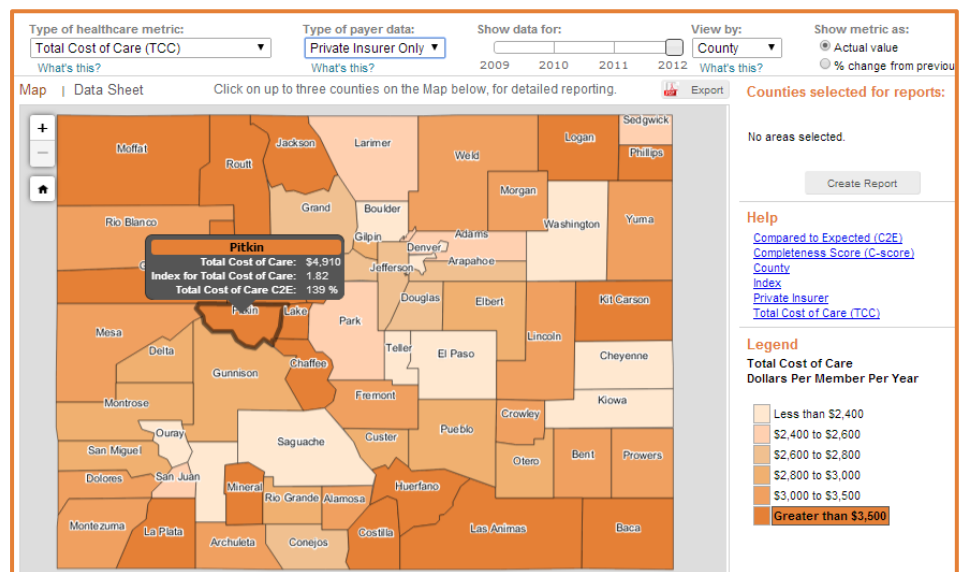 Type of healthcare metric:
Type of payer data:
Show data for:
View by:
Show metric as:
Total Cost of Care (TCC)
Private Insurer Only
County
Actual value
% change from previou
What's this?
What's this?
2009 2010 2011 2012
What's this?
Map | Data Sheet
Click on up to three counties on the Map below, for detailed reporting.
Export
Counties selected for reports:
No areas selected.
Create Report
Help
Compared to Expected (C2E)
Completeness Score (C-score)
County
Index
Private Insurer
Total Cost of Care (TCC)
Legend
Total Cost of Care
Dollars Per Member Per Year
Less than $2,400
$2,400 to $2,600
$2,600 to $2,800
$2,800 to $3,000
$3,000 to $3,500
Greater than $3,500
+
−
Moffat
Routt
Jackson
Larimer
Weld
Logan
Sedgwick
Phillips
Morgan
Rio Blanco
Grand
Boulder
Washington
Yuma
Gilpin
Adams
Denver
Arapahoe
Jefferson
Pitkin
Total Cost of Care: $4,910
Index for Total Cost of Care: 1.82
Total Cost of Care C2E: 139 %
Pitkin
Lake
Park
Douglas
Elbert
Kit Carson
Lincoln
Mesa
Delta
Gunnison
Chaffee
Teller
El Paso
Cheyenne
Kiowa
Montrose
Fremont
Crowley
Ouray
Saguache
Custer
Pueblo
San Miguel
Otero
Bent
Prowers
Dolores
San Juan
Mineral
Rio Grande
Alamosa
Huerfano
Montezuma
La Plata
Archuleta
Conejos
Costilla
Las Animas
Baca